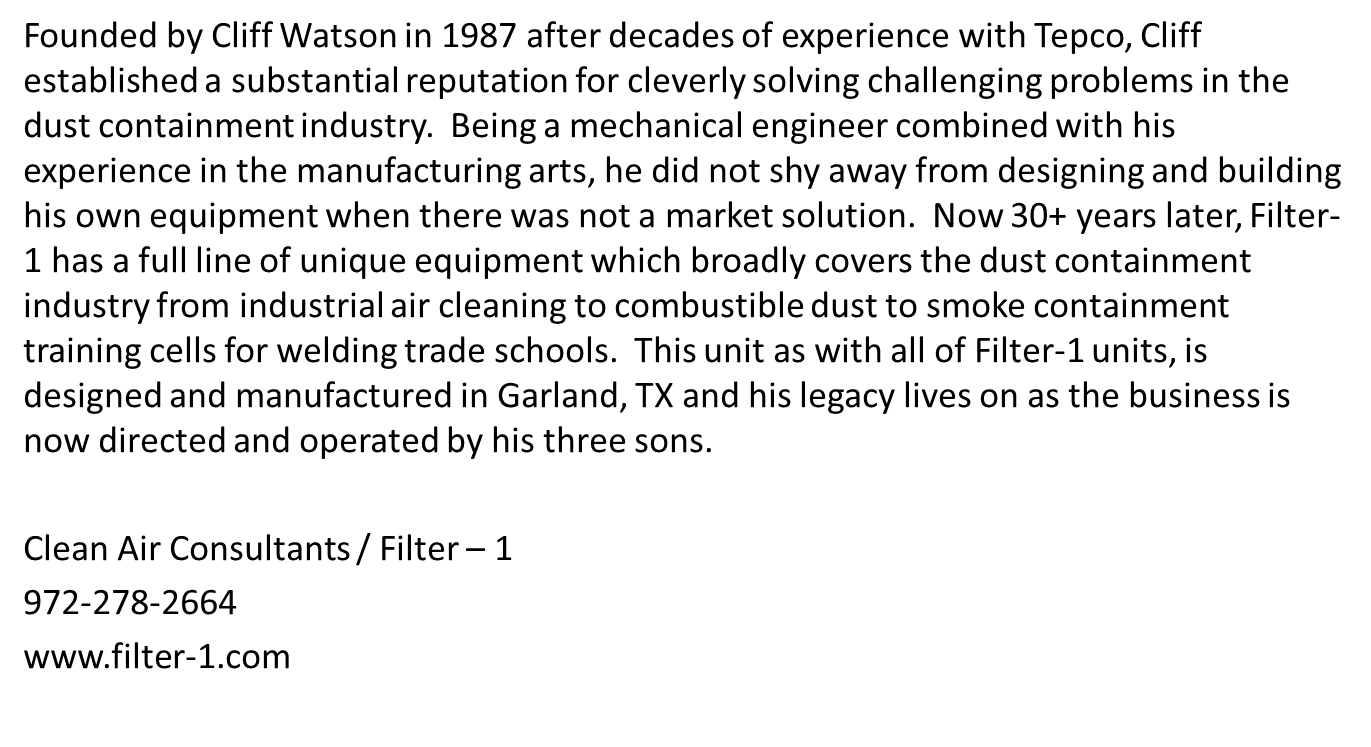 Founded by Cliff Watson in 1987 after decades of experience with Tepco, Cliff
established a substantial reputation for cleverly solving challenging problems in the
dust containment industry.  Being a mechanical engineer combined with his
experience in the manufacturing arts, he did not shy away from designing and building
his own equipment when there was not a market solution.  Now 30+ years later, Filter-
1 has a full line of unique equipment which broadly covers the dust containment
industry from industrial air cleaning to combustible dust to smoke containment
training cells for welding trade schools.  This unit as with all of Filter-1 units, is
designed and manufactured in Garland, TX and his legacy lives on as the business is
now directed and operated by his three sons.
Clean Air Consultants / Filter – 1
972-278-2664
www.filter-1.com